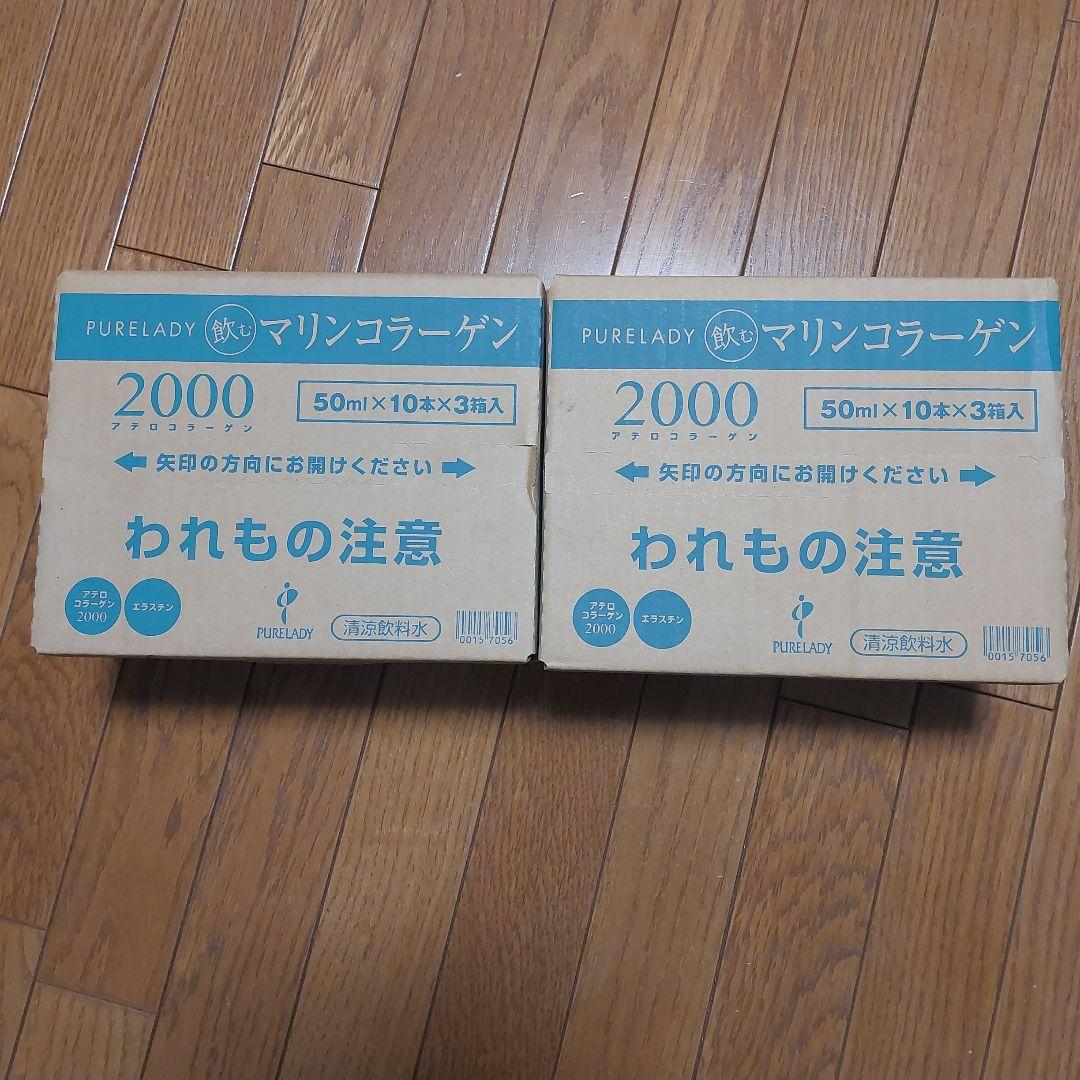 PURELADY 飲む マリンコラーゲン
2000
アテロコラーゲン
50ml×10本×3箱入
矢印の方向にお開けください
われもの注意
アテロ
コラーゲン
2000
エラスチン
PURELADY
清涼飲料水
0015 7056
PURELADY 飲む マリンコラーゲン
2000
アテロコラーゲン
50ml×10本×3箱入
矢印の方向にお開けください
われもの注意
アテロ
コラーゲン
2000
エラスチン
PURELADY
清涼飲料水
0015 7056